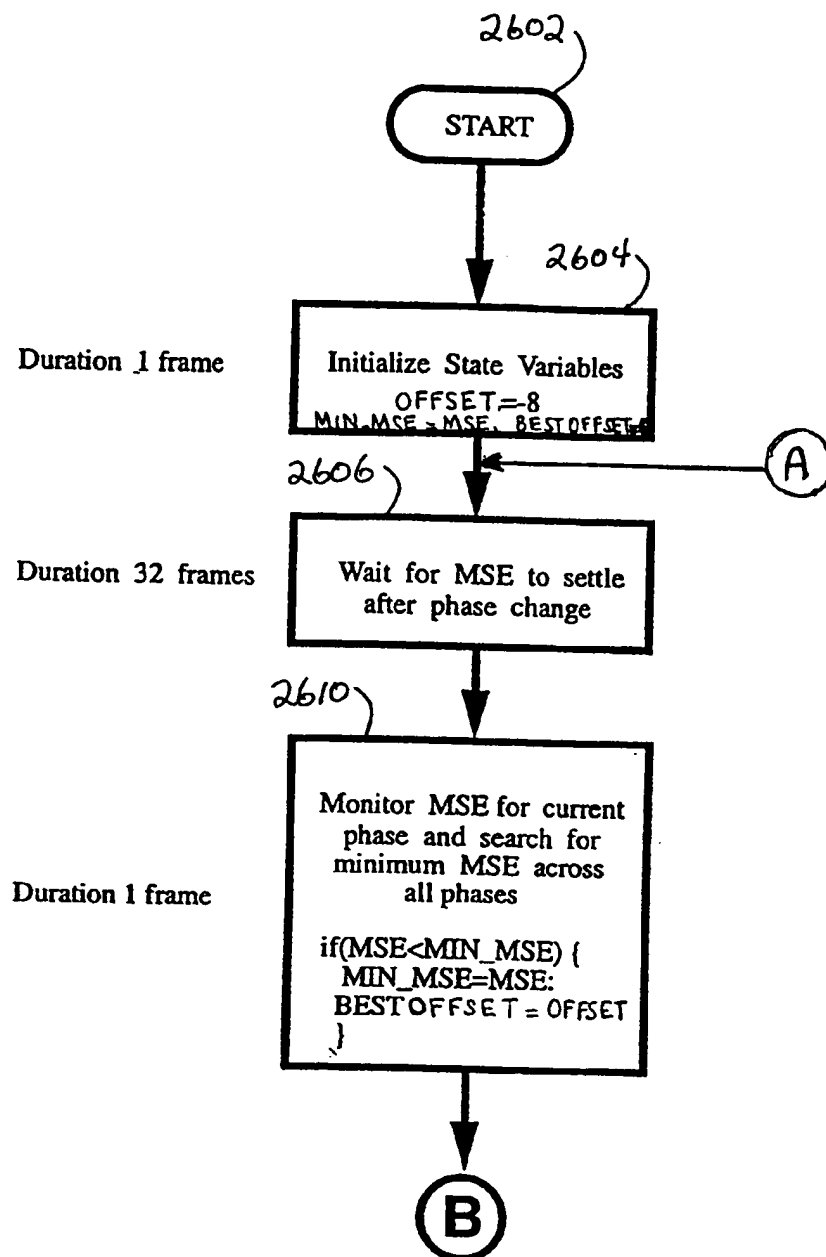 2602
START
2604
Duration 1 frame
Initialize State Variables
OFFSET=-8
MIN_MSE = MSE, BESTOFFSET=
A
2606
Duration 32 frames
Wait for MSE to settle
after phase change
2610
Duration 1 frame
Monitor MSE for current
phase and search for
minimum MSE across
all phases
if(MSE<MIN_MSE) {
MIN_MSE=MSE:
BESTOFFSET = OFFSET
}
B